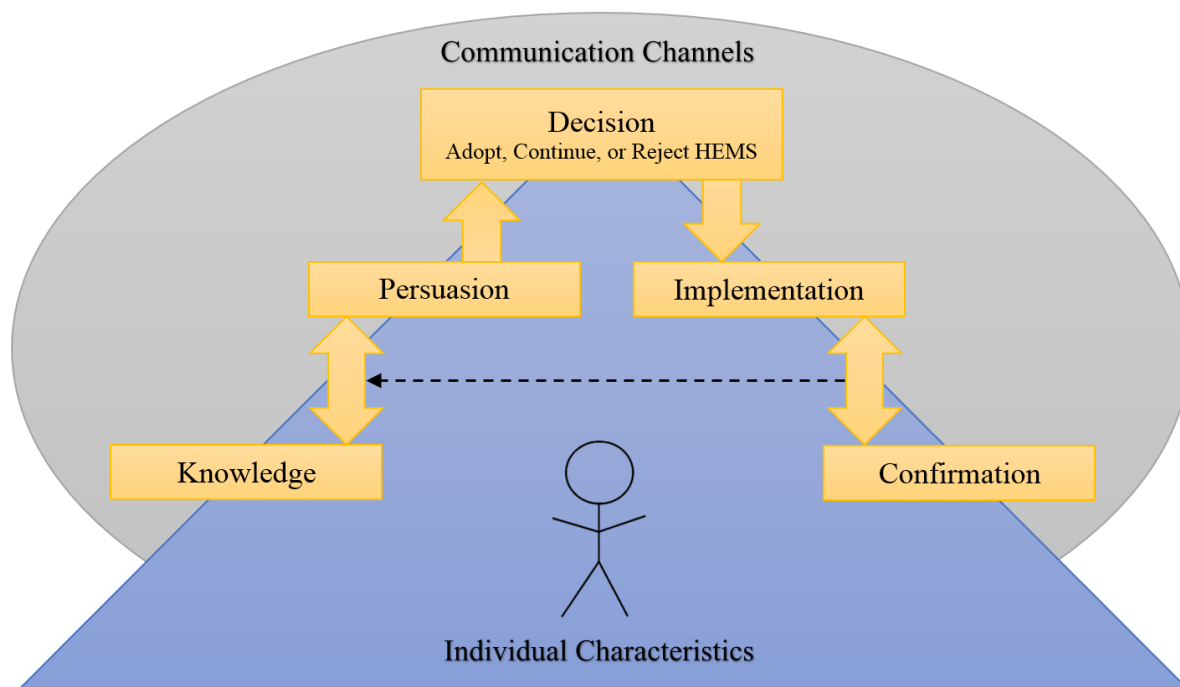 Communication Channels
Decision
Adopt, Continue, or Reject HEMS
Persuasion
Implementation
Knowledge
Confirmation
Individual Characteristics